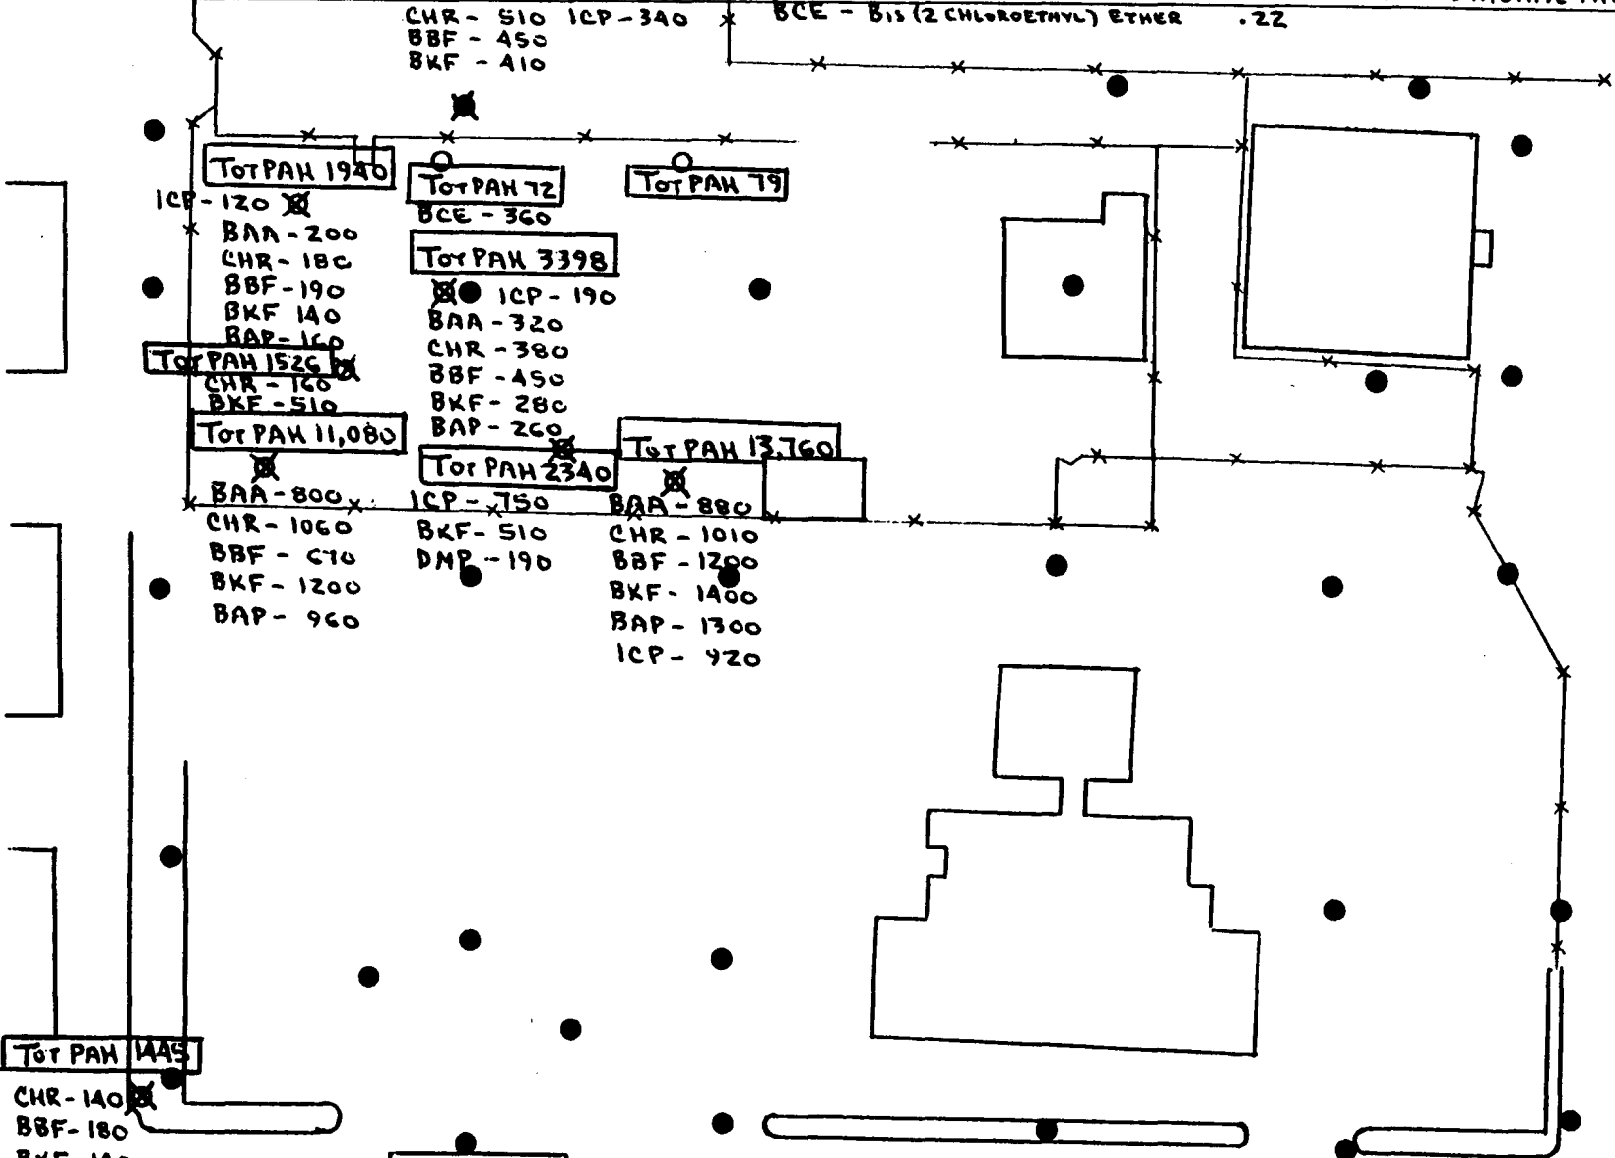 CHR - 510 ICP - 340
BBF - 450
BKF - 410
BCE - BIS (2 CHLOROETHYL) ETHER .22
TOT PAH 1940
ICP - 120
BAA - 200
CHR - 180
BBF - 190
BKF 140
BAP - 160
TOT PAH 1526
CHR - 160
BKF - 510
TOT PAH 11,080
BAA - 800
CHR - 1060
BBF -
BKF - 1200
BAP - 960
TOT PAH 72
BCE - 360
TOT PAH 3398
ICP - 190
BAA - 320
CHR - 380
BBF - 450
BKF - 280
BAP - 260
TOT PAH 2340
ICP - 750
BKF - 510
DMP - 190
TOT PAH 79
TOT PAH 13,760
BAA - 880
CHR - 1010
BBF - 1200
BKF - 1400
BAP - 1300
ICP - 920
TOT PAH 1445
CHR - 140
BBF - 180